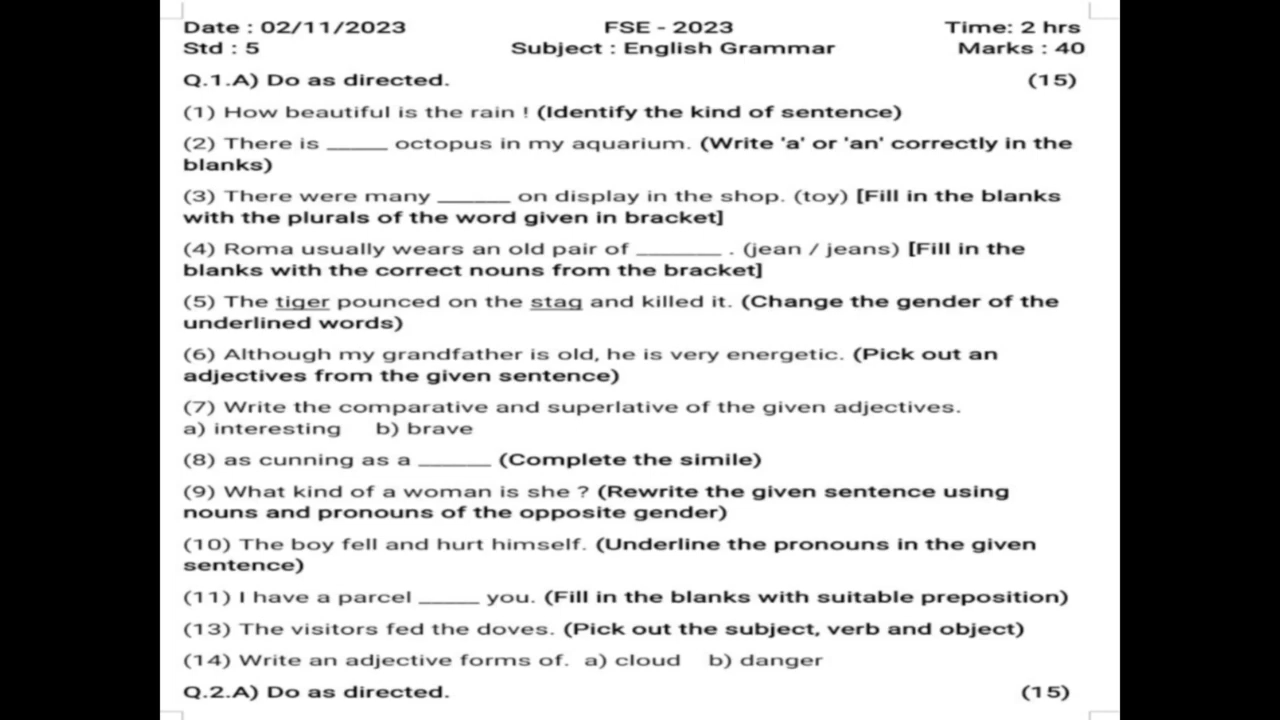 Date : 02/11/2023 FSE - 2023 Time: 2 hrs
Std : 5 Subject : English Grammar Marks : 40
Q.1.A) Do as directed. (15)
(1) How beautiful is the rain ! (Identify the kind of sentence)
(2) There is _____ octopus in my aquarium. (Write 'a' or 'an' correctly in the
blanks)
(3) There were many ______ on display in the shop. (toy) [Fill in the blanks
with the plurals of the word given in bracket]
(4) Roma usually wears an old pair of _______ . (jean / jeans) [Fill in the
blanks with the correct nouns from the bracket]
(5) The tiger pounced on the stag and killed it. (Change the gender of the
underlined words)
(6) Although my grandfather is old, he is very energetic. (Pick out an
adjectives from the given sentence)
(7) Write the comparative and superlative of the given adjectives.
a) interesting b) brave
(8) as cunning as a ______ (Complete the simile)
(9) What kind of a woman is she ? (Rewrite the given sentence using
nouns and pronouns of the opposite gender)
(10) The boy fell and hurt himself. (Underline the pronouns in the given
sentence)
(11) I have a parcel _____ you. (Fill in the blanks with suitable preposition)
(13) The visitors fed the doves. (Pick out the subject, verb and object)
(14) Write an adjective forms of. a) cloud b) danger
Q.2.A) Do as directed. (15)